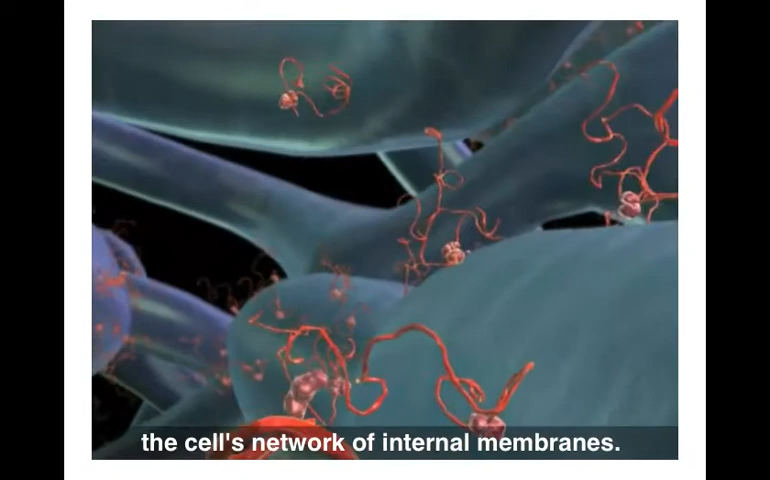 the cell's network of internal membranes.